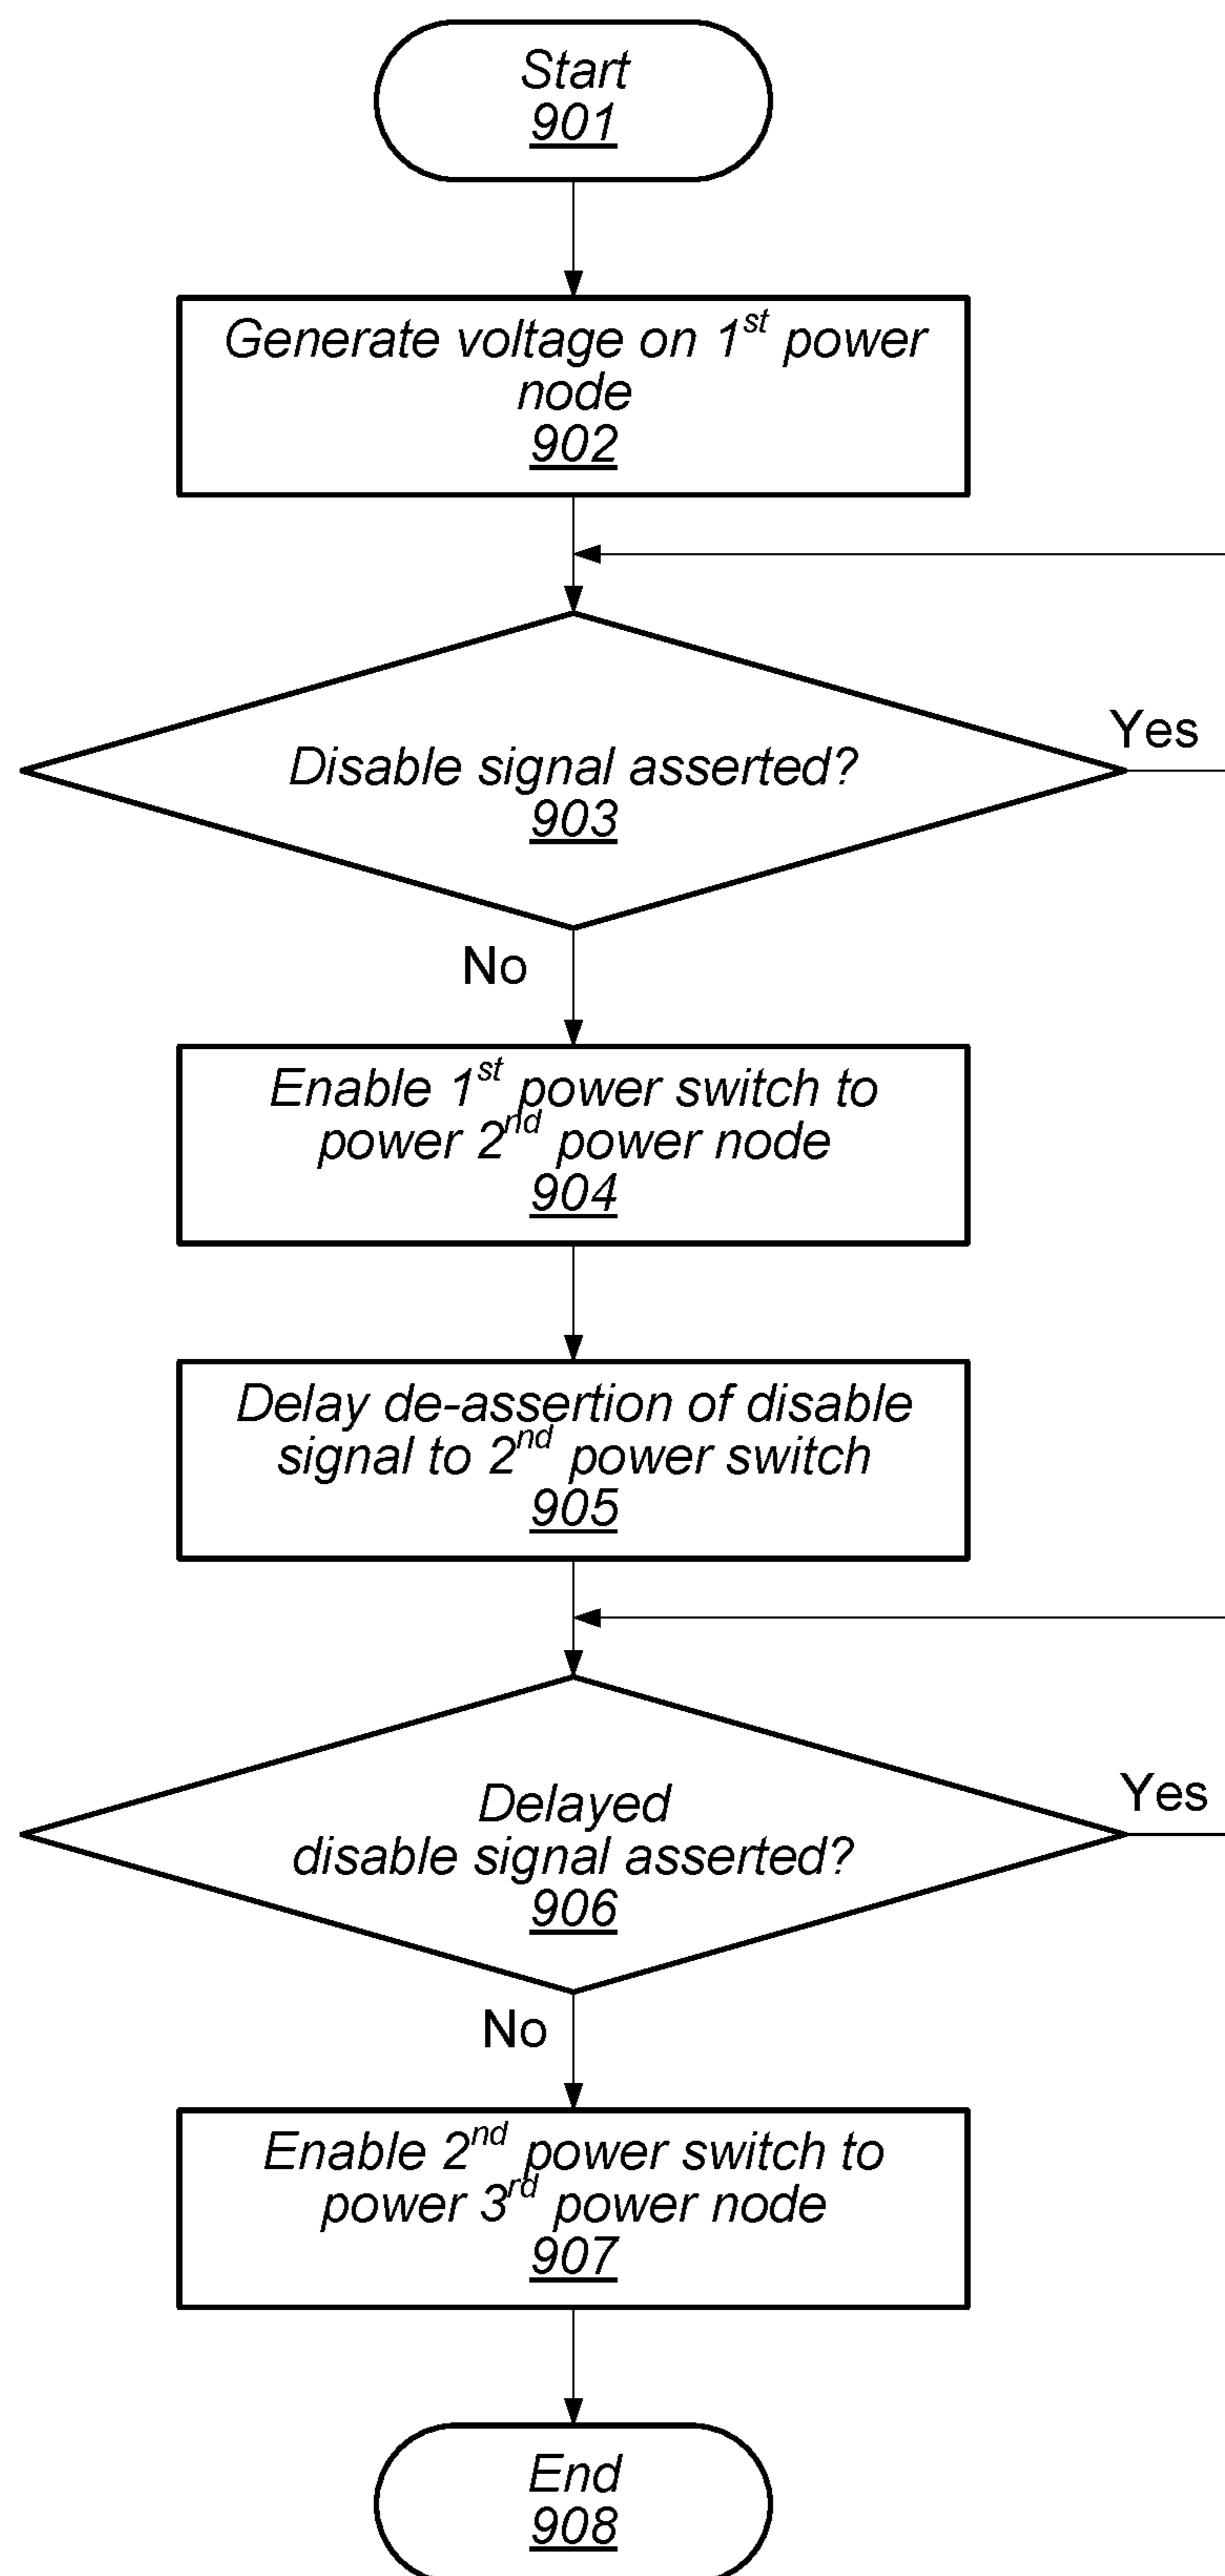 Start
901
Generate voltage on 1st power
node
902
Yes
Disable signal asserted?
903
No
Enable 1st power switch to
power 2nd power node
904
Delay de-assertion of disable
signal to 2nd power switch
905
Yes
Delayed
disable signal asserted?
906
No
Enable 2nd power switch to
power 3rd power node
907
End
908